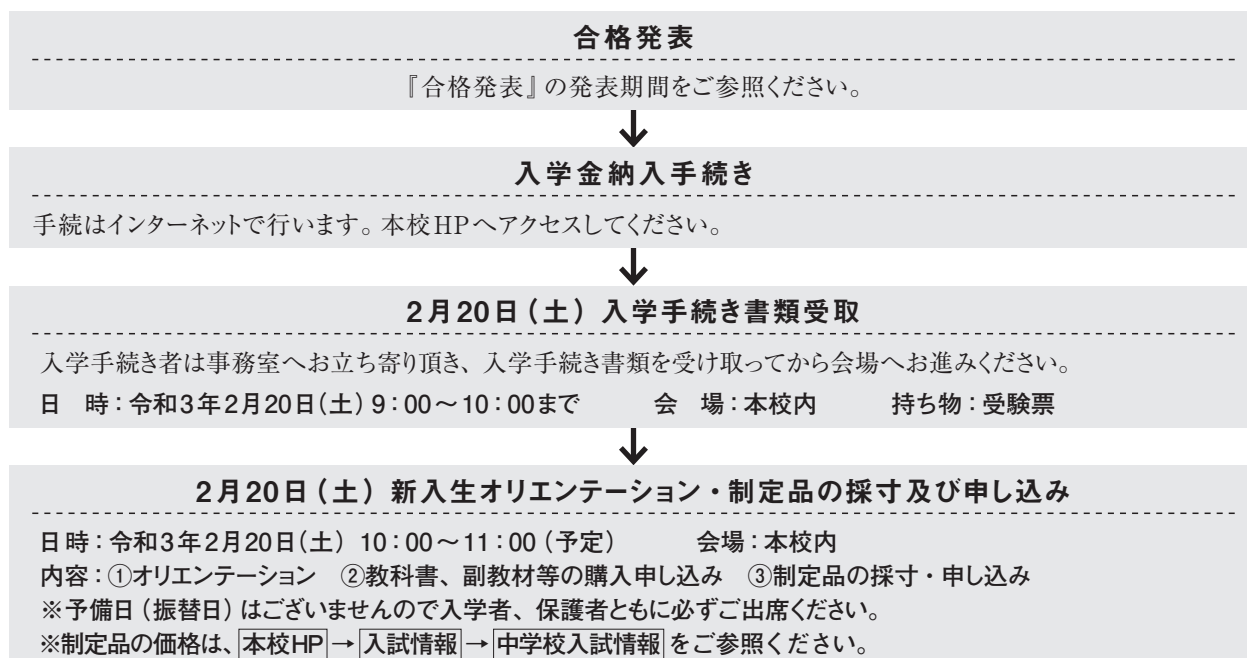 合格発表
『合格発表』の発表期間をご参照ください。
入学金納入手続き
手続はインターネットで行います。本校HPへアクセスしてください。
2月20日（土）入学手続き書類受取
入学手続き者は事務室へお立ち寄り頂き、入学手続き書類を受け取ってから会場へお進みください。
日　時：令和3年2月20日（土）9：00～10：00まで　　会　場：本校内　　持ち物：受験票
2月20日（土）新入生オリエンテーション・制定品の採寸及び申し込み
日時：令和3年2月20日（土）10：00～11：00（予定）　　会場：本校内
内容：①オリエンテーション　②教科書、副教材等の購入申し込み　③制定品の採寸・申し込み
※予備日（振替日）はございませんので入学者、保護者ともに必ずご出席ください。
※制定品の価格は、本校HP→入試情報→中学校入試情報をご参照ください。